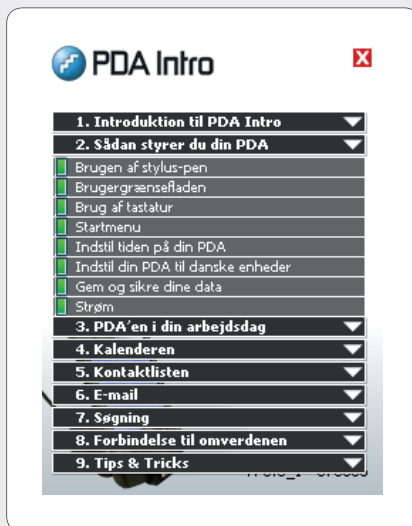 PDA Intro
X
1. Introduktion til PDA Intro
2. Sådan styrer du din PDA
Brugen af stylus-pen
Brugergrænsefladen
Brug af tastatur
Startmenu
Indstil tiden på din PDA
Indstil din PDA til danske enheder
Gem og sikre dine data
Strøm
3. PDA'en i din arbejdsdag
4. Kalenderen
5. Kontaktlisten
6. E-mail
7. Søgning
8. Forbindelse til omverdenen
9. Tips & Tricks